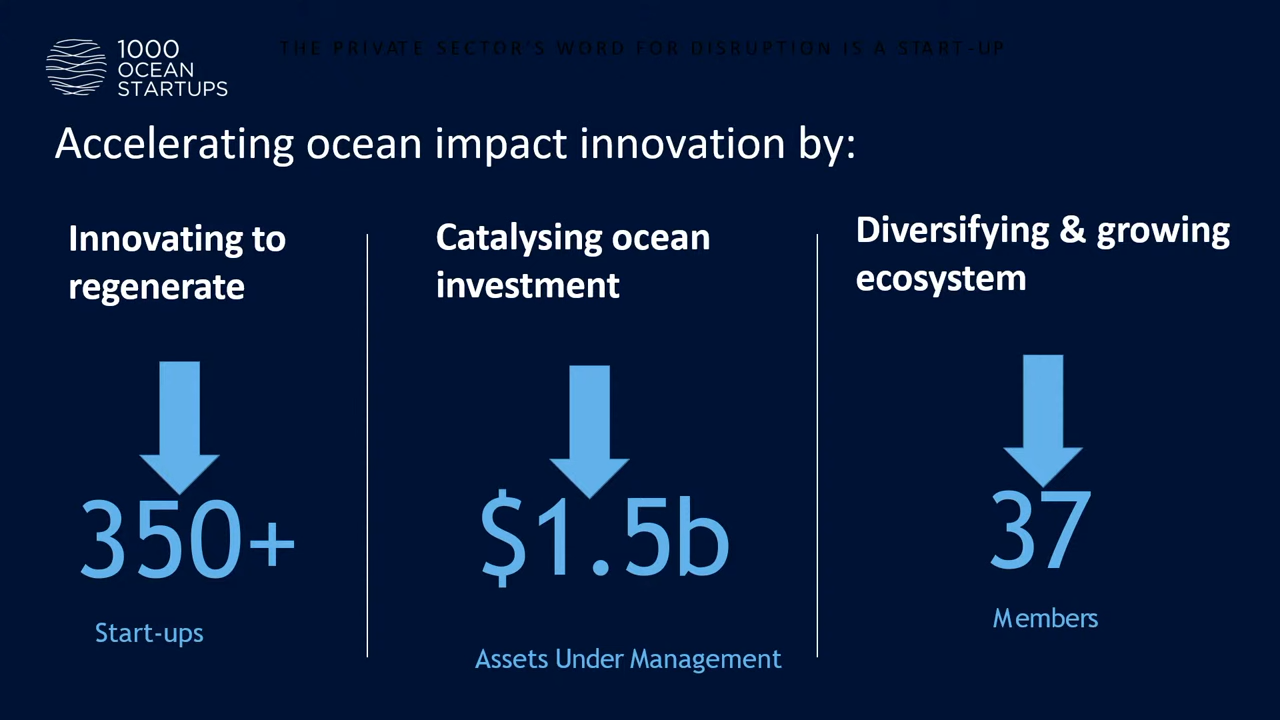 1000
OCEAN
STARTUPS
THE PRIVATE SECTOR'S WORD FOR DISRUPTION IS A START-UP
Accelerating ocean impact innovation by:
Innovating to
regenerate
350+
Start-ups
Catalysing ocean
investment
$1.5b
Assets Under Management
Diversifying & growing
ecosystem
37
Members